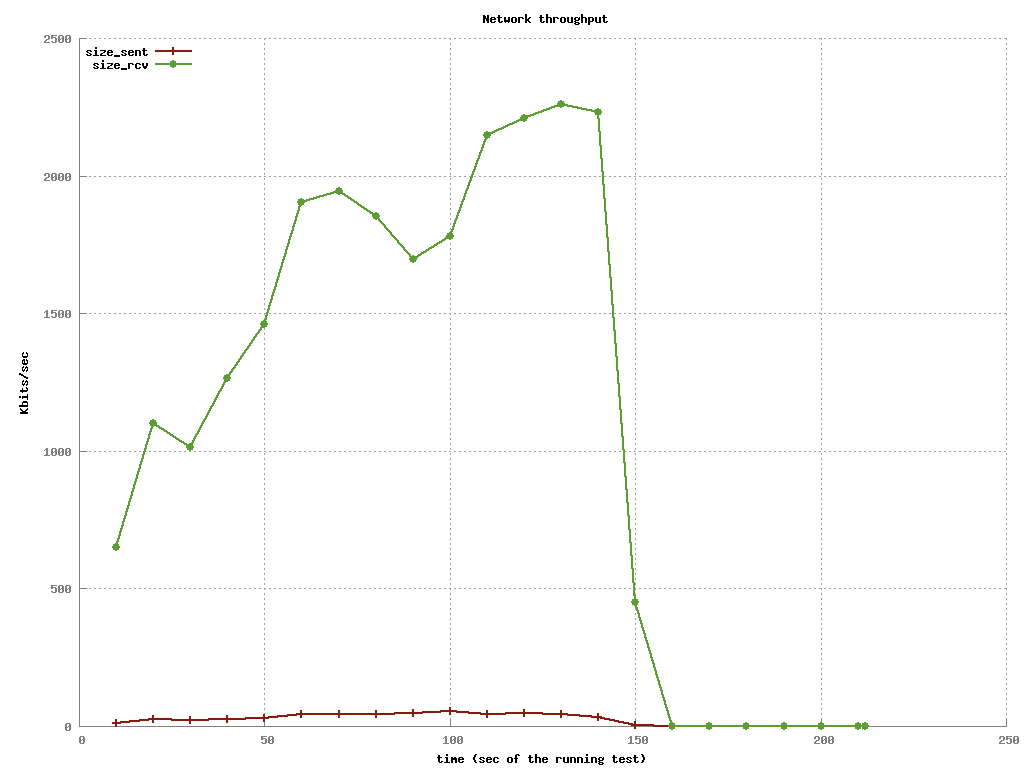 Network throughput
size_sent
size_rcv
2500
2000
1500
1000
500
0
Kbits/sec
0 50 100 150 200 250
time (sec of the running test)